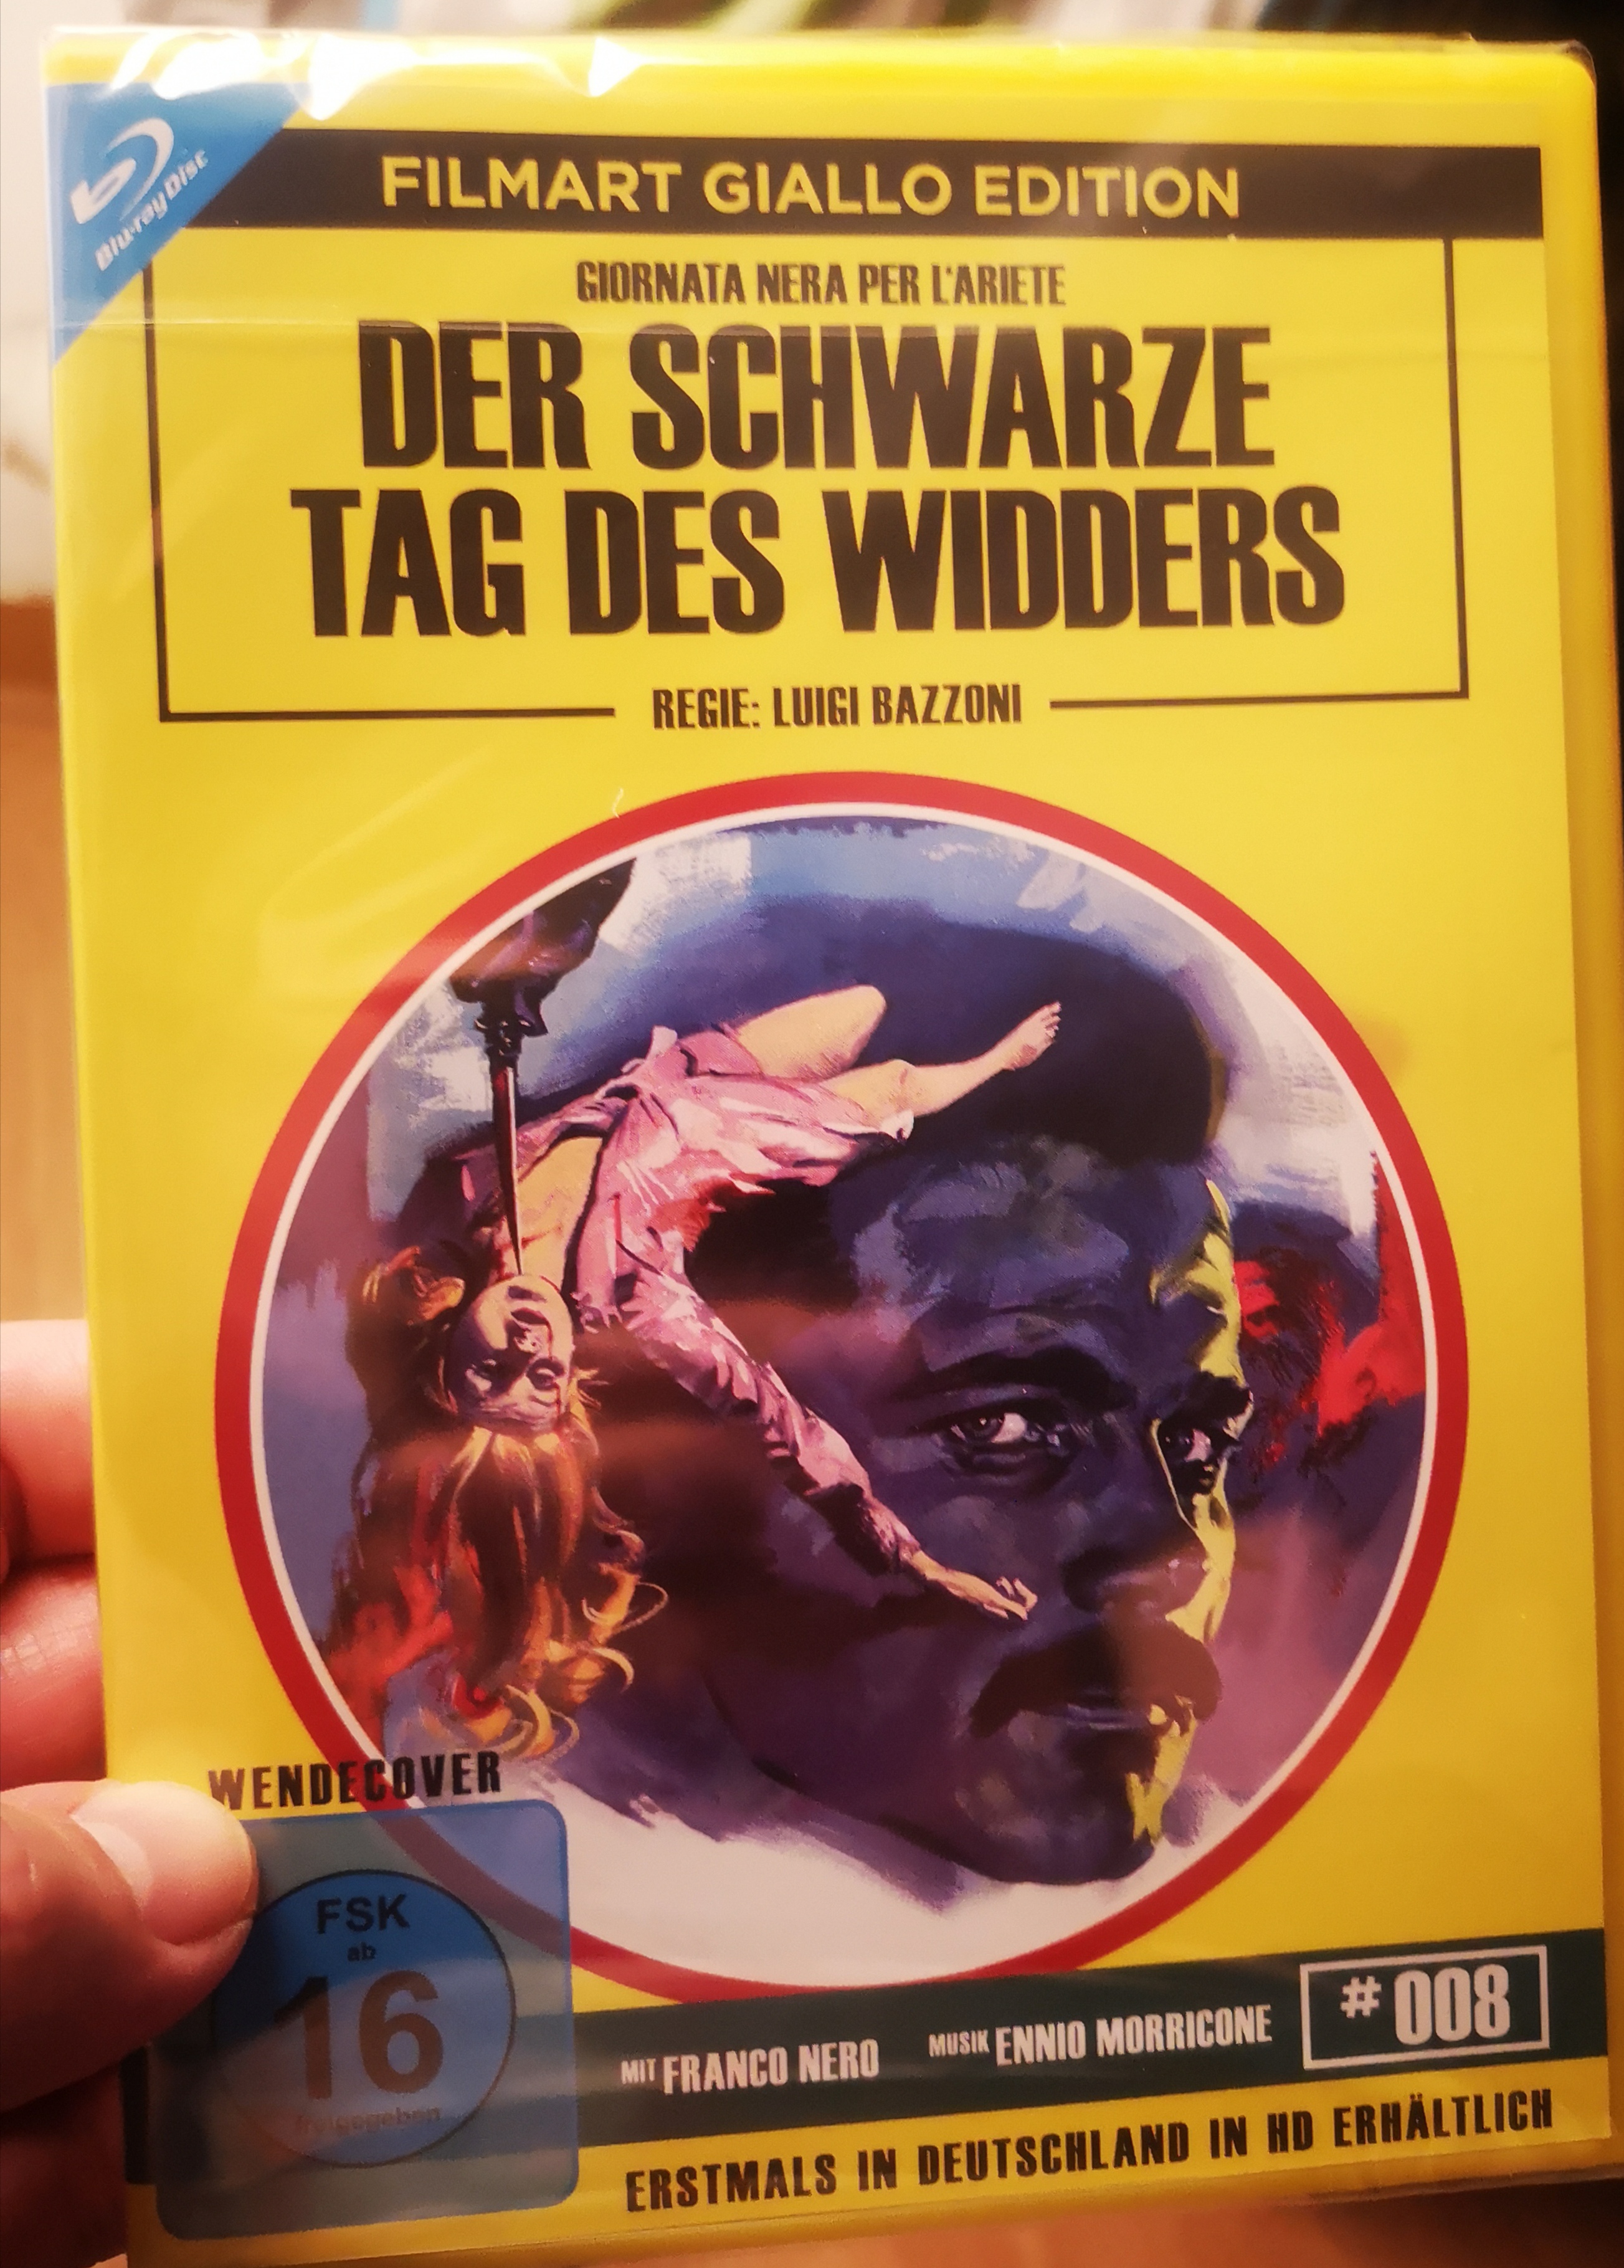 Blu-ray Disc
FILMART GIALLO EDITION
GIORNATA NERA PER L'ARIETE
DER SCHWARZE
TAG DES WIDDERS
REGIE: LUIGI BAZZONI
WENDECOVER
FSK
ab
16
freigegeben
MIT FRANCO NERO
MUSIK ENNIO MORRICONE
#008
ERSTMALS IN DEUTSCHLAND IN HD ERHÄLTLICH